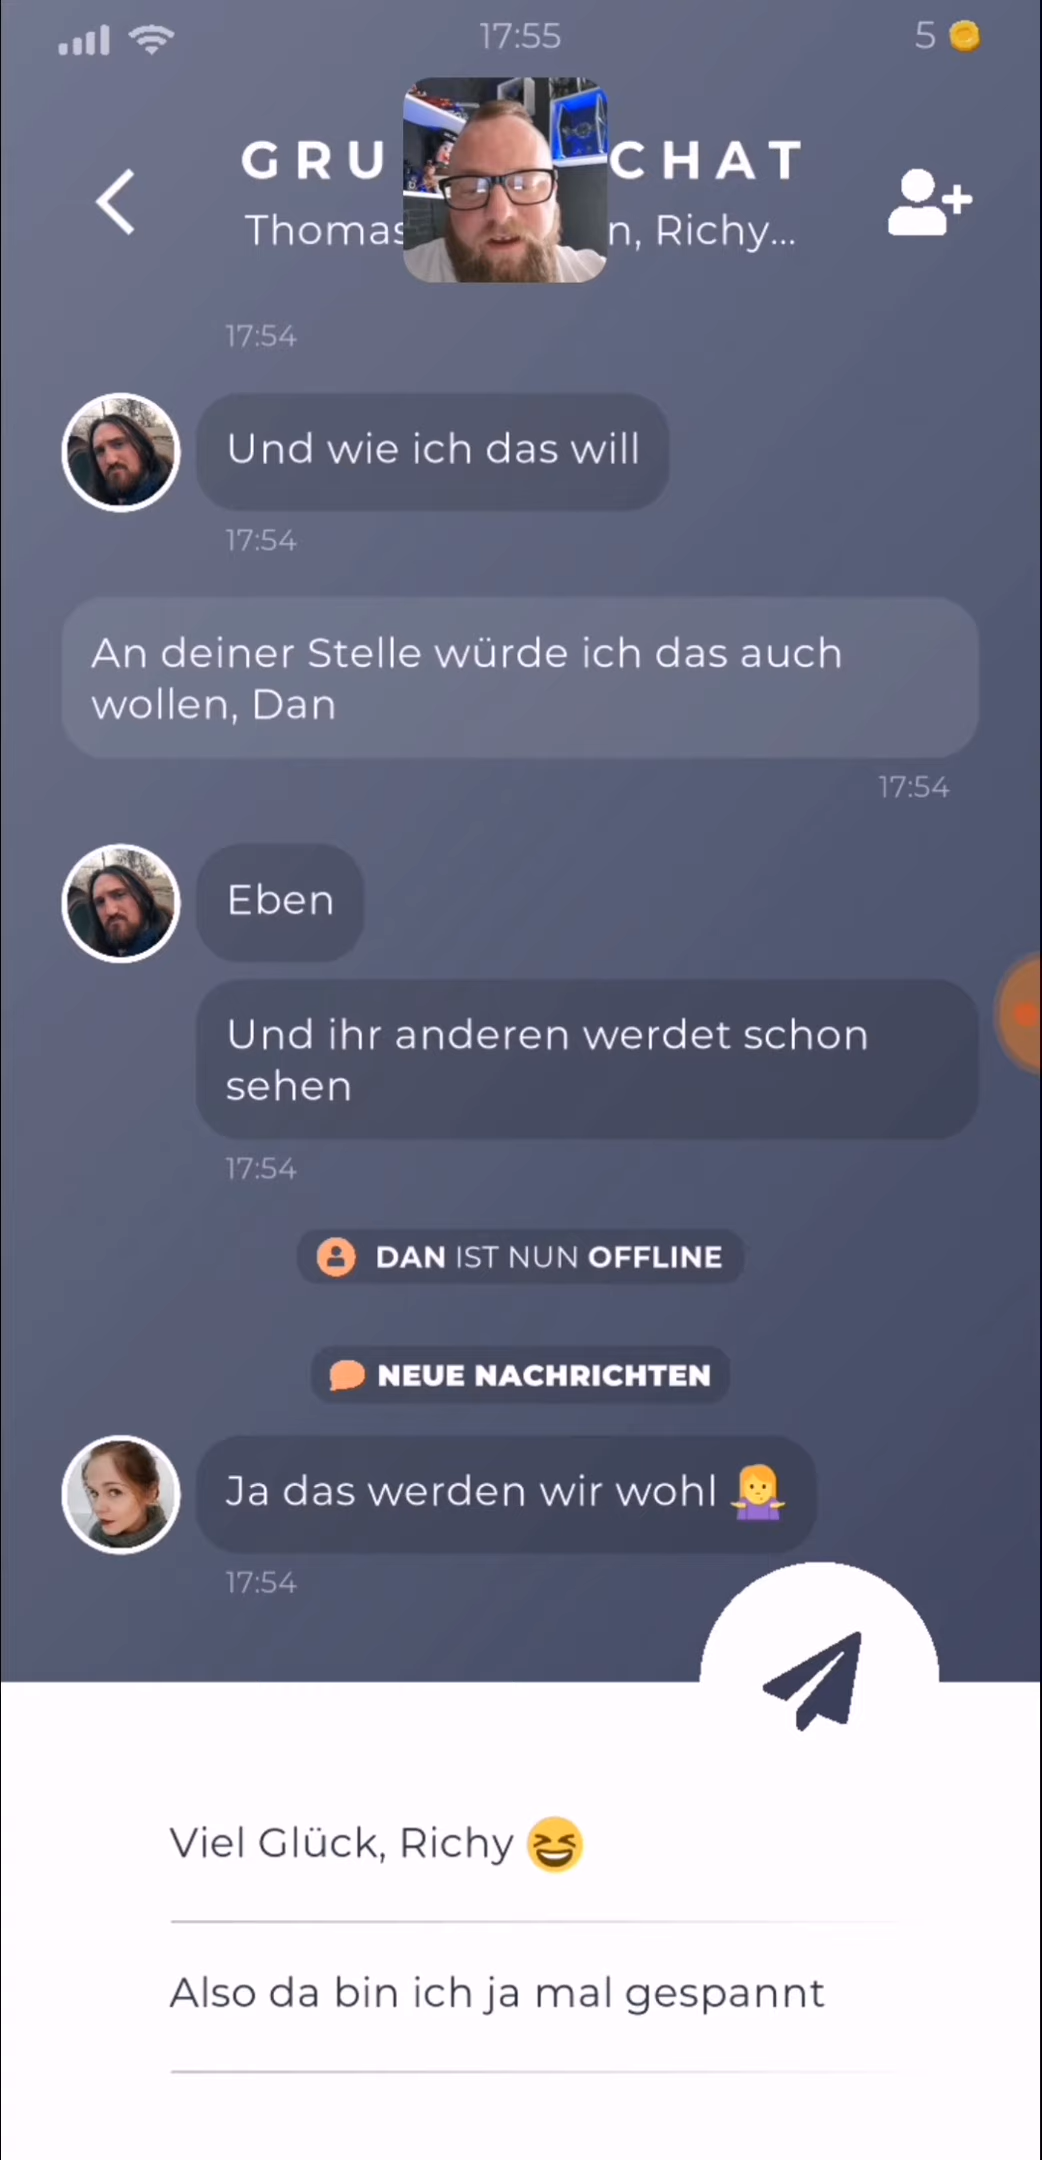 17:55
5
GRU CHAT
Thomas n, Richy...
17:54
Und wie ich das will
17:54
An deiner Stelle würde ich das auch
wollen, Dan
17:54
Eben
Und ihr anderen werdet schon
sehen
17:54
DAN IST NUN OFFLINE
NEUE NACHRICHTEN
Ja das werden wir wohl 🤷‍♀️
17:54
Viel Glück, Richy 😆
Also da bin ich ja mal gespannt